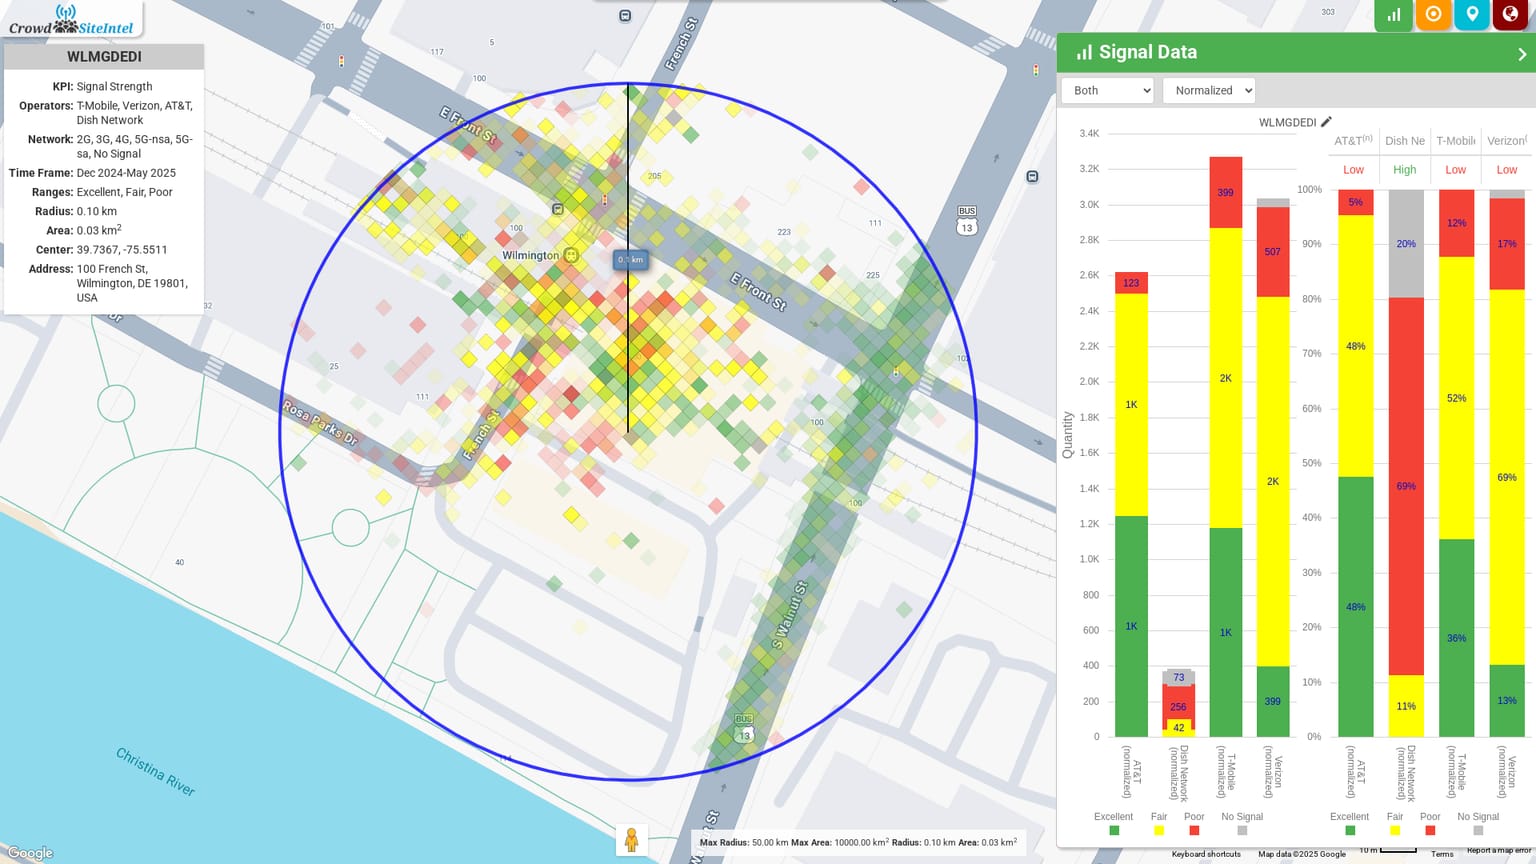 CrowdSiteIntel
WLMGDEDI
KPI: Signal Strength
Operators: T-Mobile, Verizon, AT&T,
Dish Network
Network: 2G, 3G, 4G, 5G-nsa, 5G-
sa, No Signal
Time Frame: Dec 2024-May 2025
Ranges: Excellent, Fair, Poor
Radius: 0.10 km
Area: 0.03 km²
Center: 39.7367, -75.5511
Address: 100 French St,
Wilmington, DE 19801,
USA
101
5
117
100
French St
303
E Front St
205
BUS
13
111
223
100
Wilmington
0.1 km
225
E Front St
32
25
102
111
Rosa Parks Dr
French St
100
100
40
S Walnut St
BUS
13
Christina River
Google
Max Radius: 50.00 km Max Area: 10000.00 km² Radius: 0.10 km Area: 0.03 km²
Signal Data
Both
Normalized
WLMGDEDI
3.4K
3.2K
3.0K
2.8K
2.6K
2.4K
2.2K
2.0K
1.8K
1.6K
1.4K
1.2K
1.0K
800
600
400
200
0
Quantity
123
1K
1K
73
256
42
399
2K
1K
507
2K
399
AT&T (normalized)
Dish Network (normalized)
T-Mobile (normalized)
Verizon (normalized)
Excellent Fair Poor No Signal
AT&T(n) Dish Ne T-Mobile Verizon(
Low High Low Low
100%
90%
80%
70%
60%
50%
40%
30%
20%
10%
0%
5%
48%
48%
20%
69%
11%
12%
52%
36%
17%
69%
13%
AT&T (normalized)
Dish Network (normalized)
T-Mobile (normalized)
Verizon (normalized)
Excellent Fair Poor No Signal
Keyboard shortcuts Map data ©2025 Google 10 m Terms Report a map error